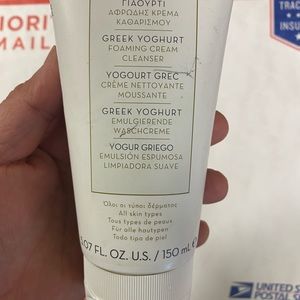 ΓΙΑΟΥΡΤΙ
ΑΦΡΩΔΗΣ ΚΡΕΜΑ
ΚΑΘΑΡΙΣΜΟΥ
GREEK YOGHURT
FOAMING CREAM
CLEANSER
YOGOURT GREC
CRÈME NETTOYANTE
MOUSSANTE
GREEK YOGHURT
EMULGIERENDE
WASCHCREME
YOGUR GRIEGO
EMULSIÓN ESPUMOSA
LIMPIADORA SUAVE
Όλοι οι τύποι δέρματος
All skin types
Tous types de peaux
Für alle hauttypen
Todo tipo de piel
5.07 FL. OZ. U.S. / 150 mL e
MAIL
TRACK
INSU
UNITED S
POSTAL